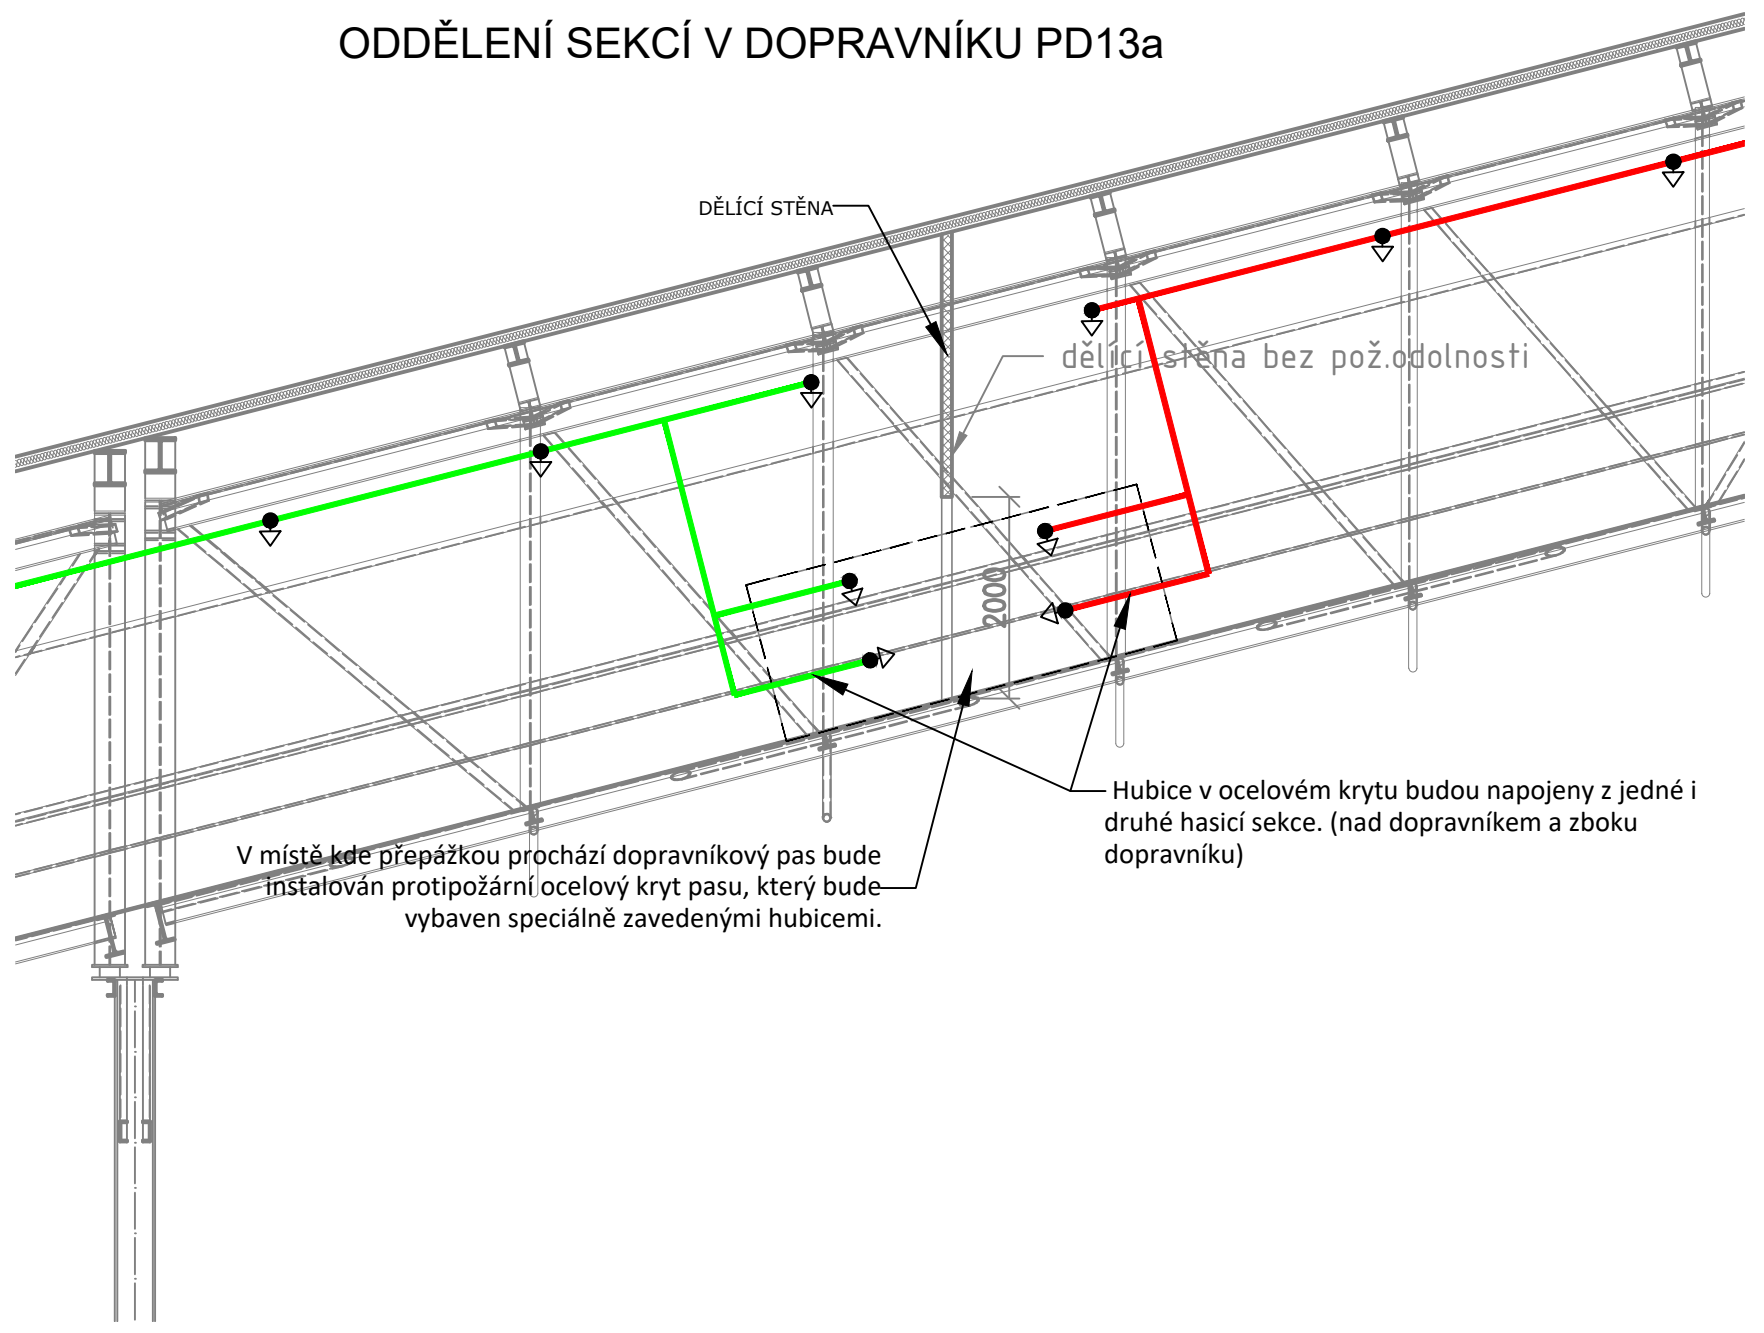 ODDĚLENÍ SEKCÍ V DOPRAVNÍKU PD13a
DĚLÍCÍ STĚNA
dělící stěna bez pož.odolnosti
2000
Hubice v ocelovém krytu budou napojeny z jedné i
druhé hasicí sekce. (nad dopravníkem a zboku
dopravníku)
V místě kde přepážkou prochází dopravníkový pas bude
instalován protipožární ocelový kryt pasu, který bude
vybaven speciálně zavedenými hubicemi.